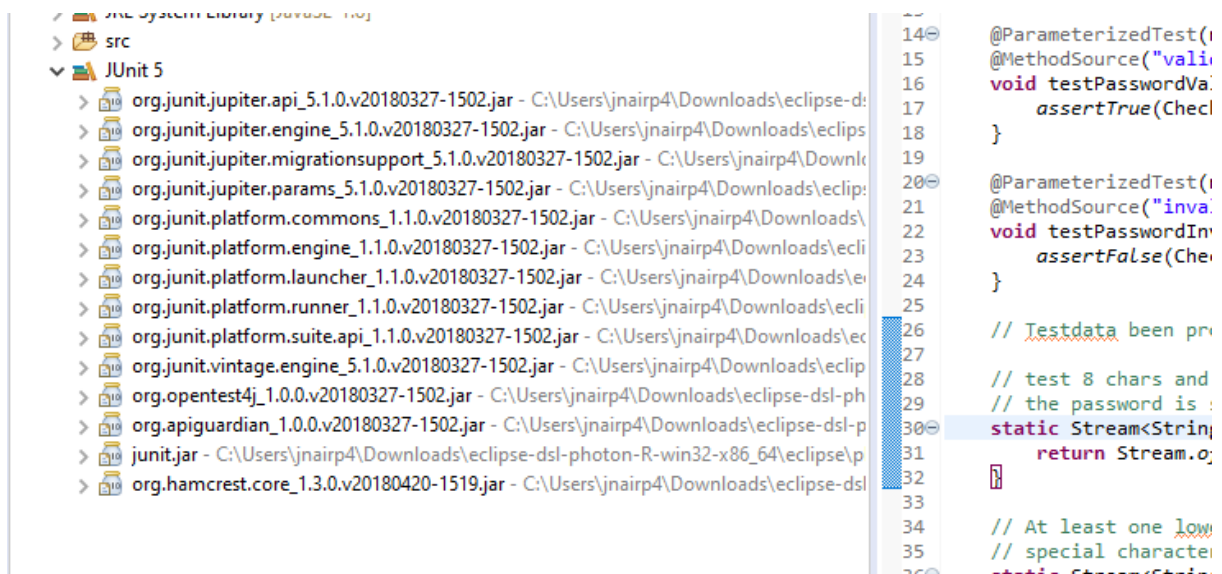 JRE System Library [JavaSE-1.8]
src
JUnit 5
org.junit.jupiter.api_5.1.0.v20180327-1502.jar - C:\Users\jnairp4\Downloads\eclipse-ds
org.junit.jupiter.engine_5.1.0.v20180327-1502.jar - C:\Users\jnairp4\Downloads\eclips
org.junit.jupiter.migrationsupport_5.1.0.v20180327-1502.jar - C:\Users\jnairp4\Downlo
org.junit.jupiter.params_5.1.0.v20180327-1502.jar - C:\Users\jnairp4\Downloads\eclips
org.junit.platform.commons_1.1.0.v20180327-1502.jar - C:\Users\jnairp4\Downloads\
org.junit.platform.engine_1.1.0.v20180327-1502.jar - C:\Users\jnairp4\Downloads\ecli
org.junit.platform.launcher_1.1.0.v20180327-1502.jar - C:\Users\jnairp4\Downloads\e
org.junit.platform.runner_1.1.0.v20180327-1502.jar - C:\Users\jnairp4\Downloads\ecli
org.junit.platform.suite.api_1.1.0.v20180327-1502.jar - C:\Users\jnairp4\Downloads\ec
org.junit.vintage.engine_5.1.0.v20180327-1502.jar - C:\Users\jnairp4\Downloads\eclip
org.opentest4j_1.0.0.v20180327-1502.jar - C:\Users\jnairp4\Downloads\eclipse-dsl-ph
org.apiguardian_1.0.0.v20180327-1502.jar - C:\Users\jnairp4\Downloads\eclipse-dsl-p
junit.jar - C:\Users\jnairp4\Downloads\eclipse-dsl-photon-R-win32-x86_64\eclipse\p
org.hamcrest.core_1.3.0.v20180420-1519.jar - C:\Users\jnairp4\Downloads\eclipse-dsl
14 @ParameterizedTest(
15 @MethodSource("valid
16 void testPasswordVal
17 assertTrue(Check
18 }
19
20 @ParameterizedTest(
21 @MethodSource("inval
22 void testPasswordInv
23 assertFalse(Chec
24 }
25
26 // Testdata been pro
27
28 // test 8 chars and
29 // the password is s
30 static Stream<String
31 return Stream.of
32 }
33
34 // At least one lowe
35 // special character
static Stream<String